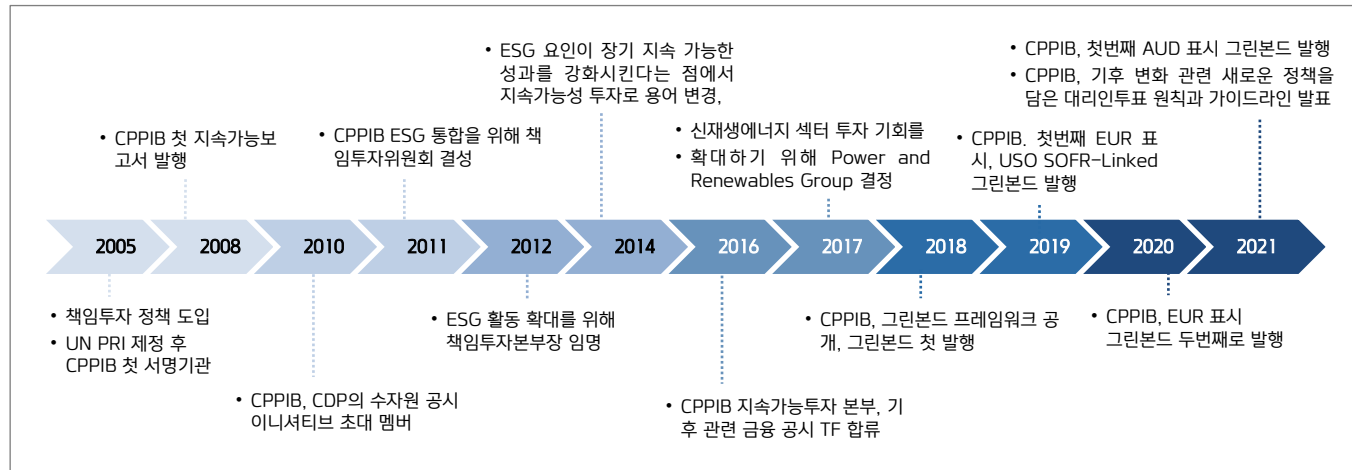 • ESG 요인이 장기 지속 가능한
성과를 강화시킨다는 점에서
지속가능성 투자로 용어 변경,
• CPPIB, 첫번째 AUD 표시 그린본드 발행
• CPPIB, 기후 변화 관련 새로운 정책을
담은 대리인투표 원칙과 가이드라인 발표
• CPPIB 첫 지속가능보
고서 발행
• CPPIB ESG 통합을 위해 책
임투자위원회 결성
• 신재생에너지 섹터 투자 기회를
• 확대하기 위해 Power and
Renewables Group 결정
• CPPIB. 첫번째 EUR 표
시, USO SOFR-Linked
그린본드 발행
2005 2008 2010 2011 2012 2014 2016 2017 2018 2019 2020 2021
• 책임투자 정책 도입
• UN PRI 제정 후
CPPIB 첫 서명기관
• ESG 활동 확대를 위해
책임투자본부장 임명
• CPPIB, 그린본드 프레임워크 공
개, 그린본드 첫 발행
• CPPIB, EUR 표시
그린본드 두번째로 발행
• CPPIB, CDP의 수자원 공시
이니셔티브 초대 멤버
• CPPIB 지속가능투자 본부, 기
후 관련 금융 공시 TF 합류